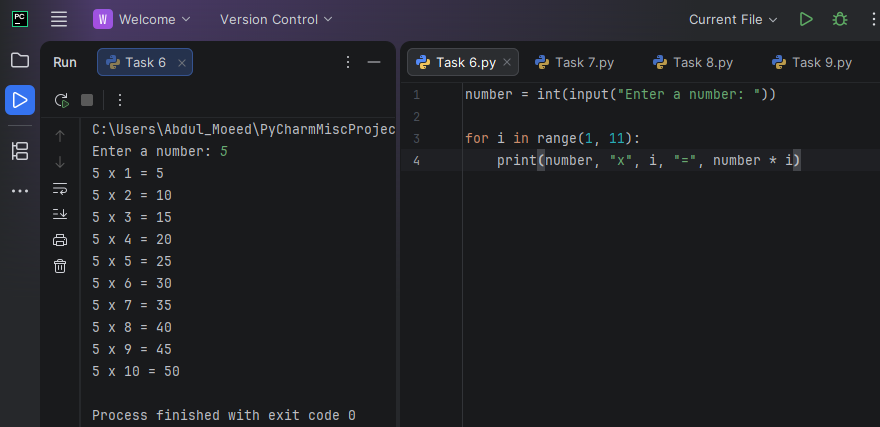 PC
W Welcome Version Control Current File
Run Task 6
Task 6.py Task 7.py Task 8.py Task 9.py
C:\Users\Abdul_Moeed\PyCharmMiscProjec
Enter a number: 5
5 x 1 = 5
5 x 2 = 10
5 x 3 = 15
5 x 4 = 20
5 x 5 = 25
5 x 6 = 30
5 x 7 = 35
5 x 8 = 40
5 x 9 = 45
5 x 10 = 50
Process finished with exit code 0
1 number = int(input("Enter a number: "))
2
3 for i in range(1, 11):
4     print(number, "x", i, "=", number * i)